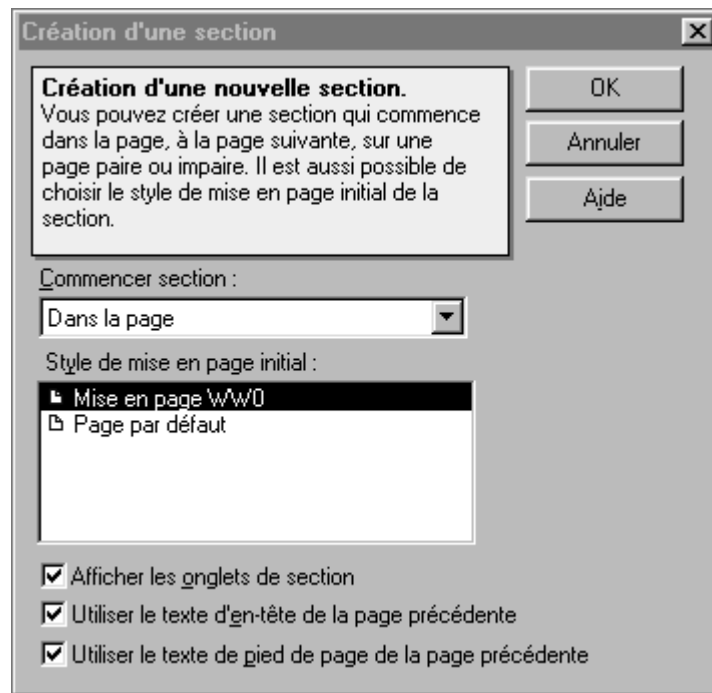 Création d'une section
Création d'une nouvelle section.
Vous pouvez créer une section qui commence
dans la page, à la page suivante, sur une
page paire ou impaire. Il est aussi possible de
choisir le style de mise en page initial de la
section.
OK
Annuler
Aide
Commencer section :
Dans la page
Style de mise en page initial :
Mise en page WW0
Page par défaut
Afficher les onglets de section
Utiliser le texte d'en-tête de la page précédente
Utiliser le texte de pied de page de la page précédente